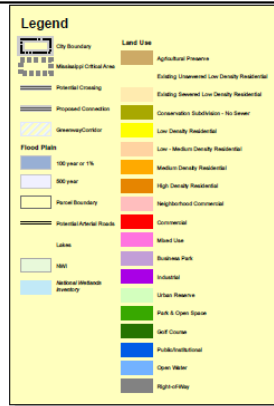 Legend
City Boundary
Mississippi Critical Area
Potential Crossing
Proposed Connection
Greenway Corridor
Flood Plain
100 year or 1%
500 year
Parcel Boundary
Potential Arterial Roads
Lakes
NWI
National Wetlands
Inventory
Land Use
Agricultural Preserve
Existing Unsewered Low Density Residential
Existing Sewered Low Density Residential
Conservation Subdivision - No Sewer
Low Density Residential
Low - Medium Density Residential
Medium Density Residential
High Density Residential
Neighborhood Commercial
Commercial
Mixed Use
Business Park
Industrial
Urban Reserve
Park & Open Space
Golf Course
Public/Institutional
Open Water
Right-of-Way